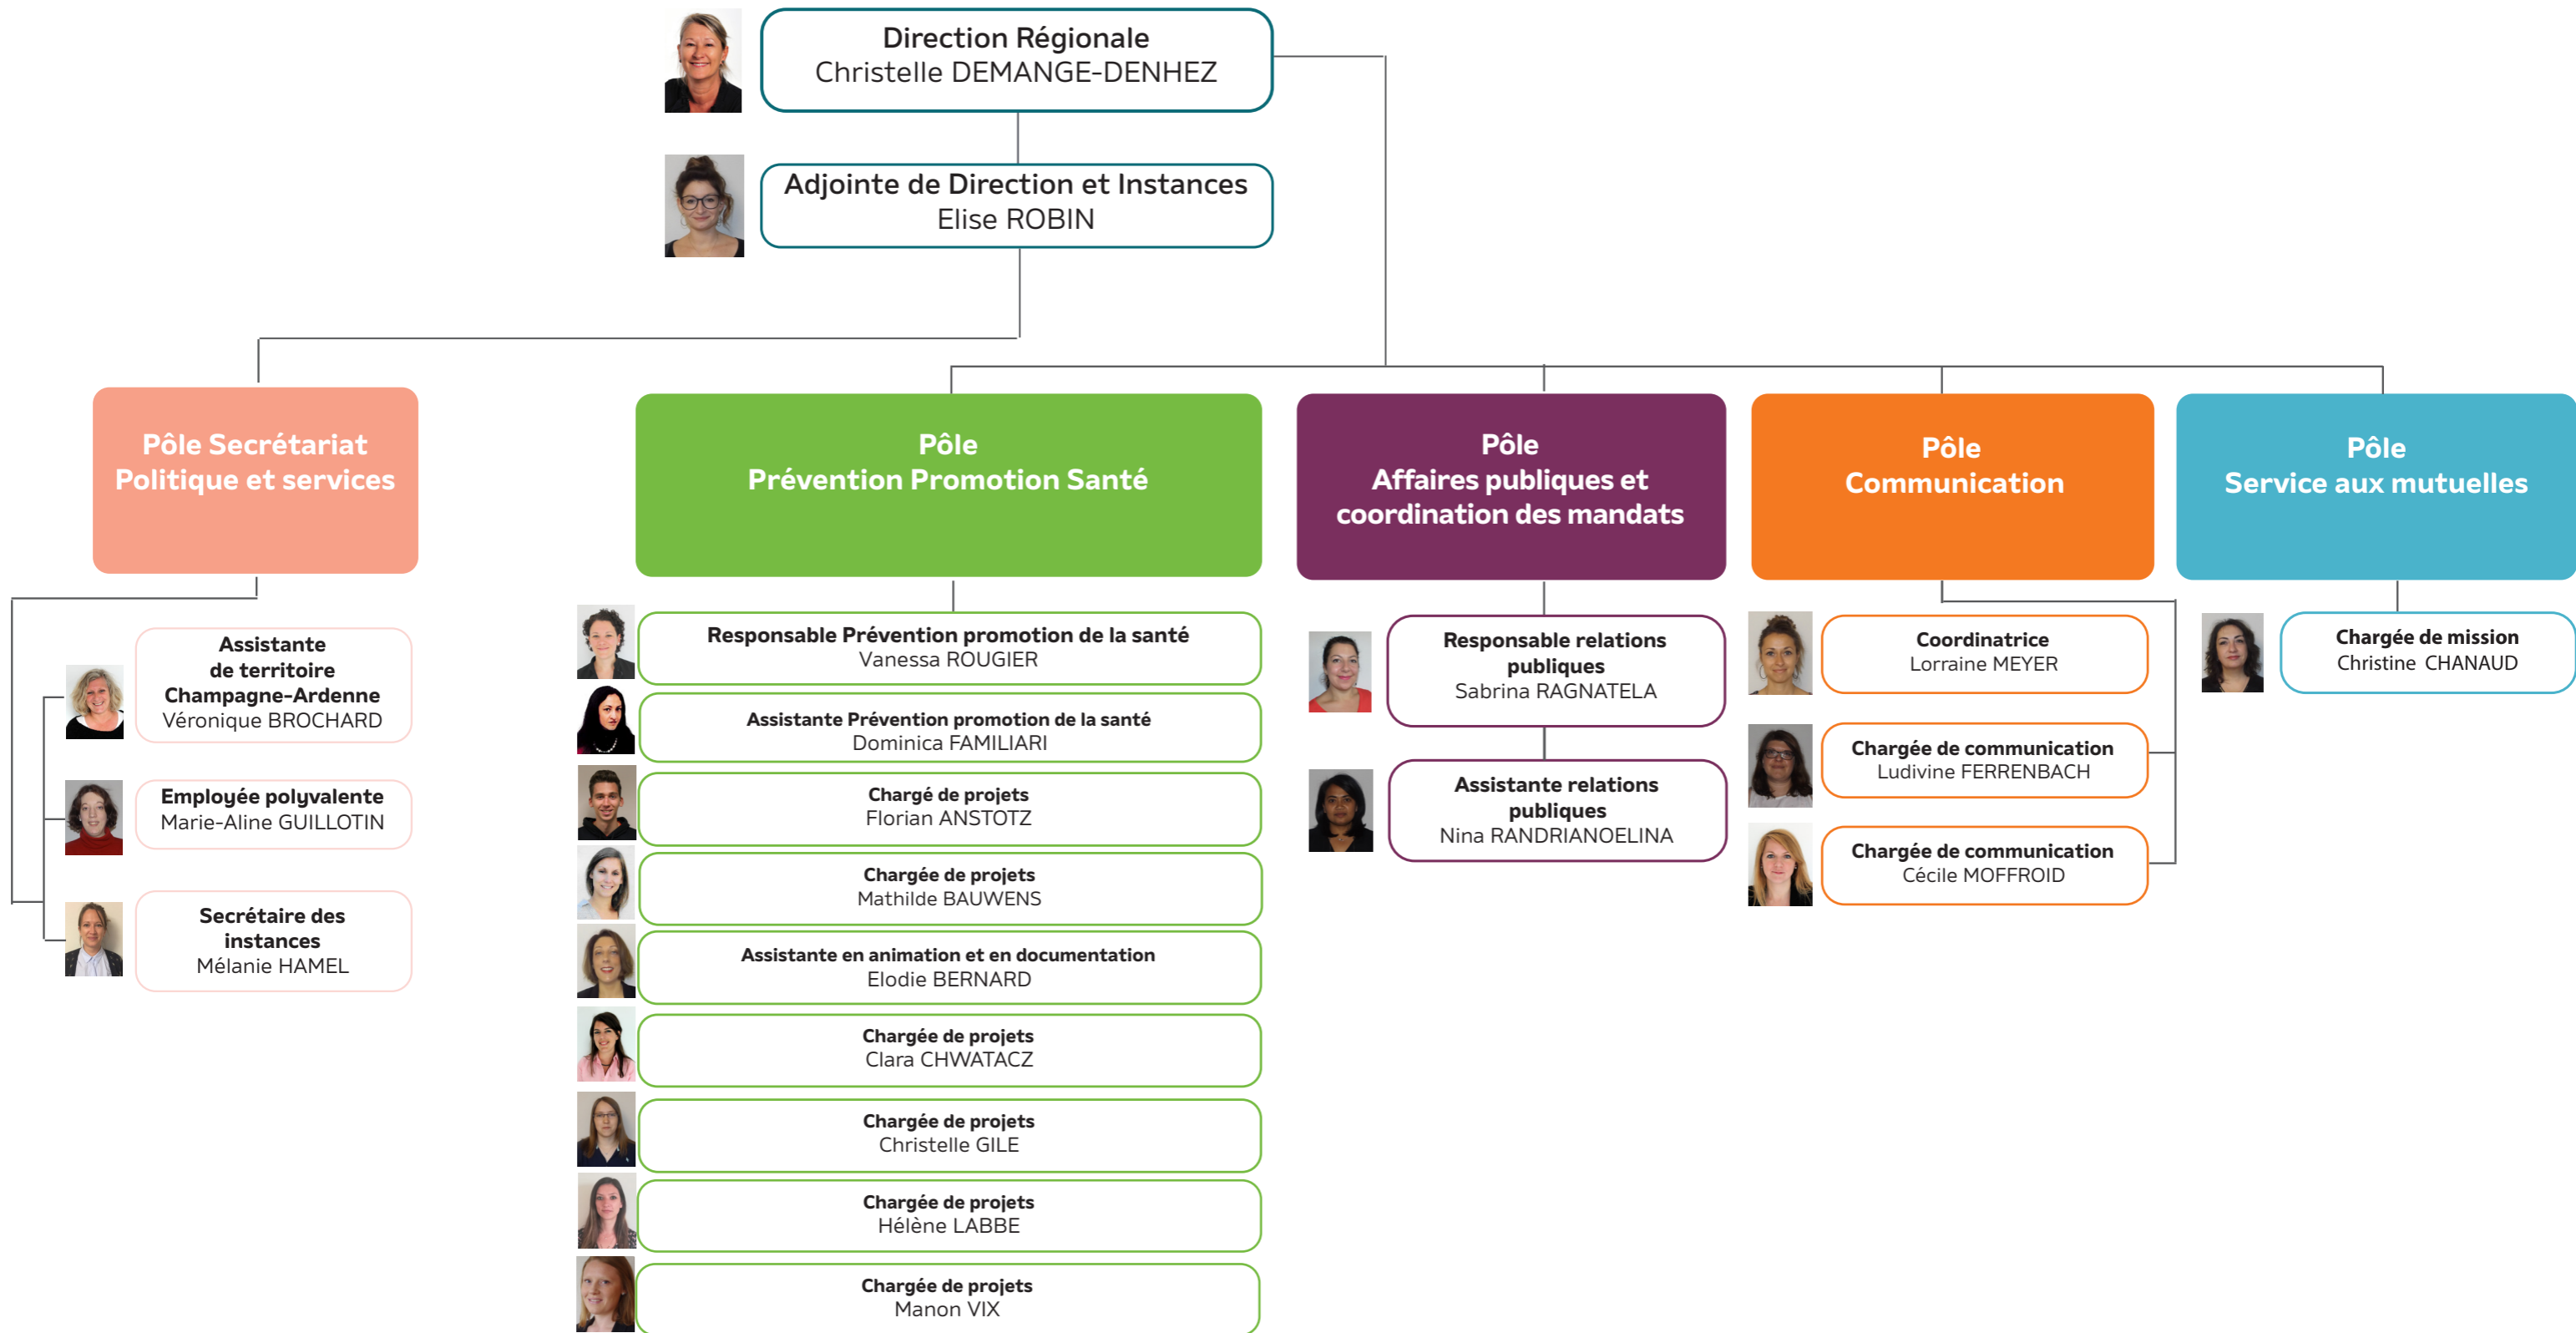 Direction Régionale
Christelle DEMANGE-DENHEZ
Adjointe de Direction et Instances
Elise ROBIN
Pôle Secrétariat
Politique et services
Assistante
de territoire
Champagne-Ardenne
Véronique BROCHARD
Employée polyvalente
Marie-Aline GUILLOTIN
Secrétaire des
instances
Mélanie HAMEL
Pôle
Prévention Promotion Santé
Responsable Prévention promotion de la santé
Vanessa ROUGIER
Assistante Prévention promotion de la santé
Dominica FAMILIARI
Chargé de projets
Florian ANSTOTZ
Chargée de projets
Mathilde BAUWENS
Assistante en animation et en documentation
Elodie BERNARD
Chargée de projets
Clara CHWATACZ
Chargée de projets
Christelle GILE
Chargée de projets
Hélène LABBE
Chargée de projets
Manon VIX
Pôle
Affaires publiques et
coordination des mandats
Responsable relations
publiques
Sabrina RAGNATELA
Assistante relations
publiques
Nina RANDRIANOELINA
Pôle
Communication
Coordinatrice
Lorraine MEYER
Chargée de communication
Ludivine FERRENBACH
Chargée de communication
Cécile MOFFROID
Pôle
Service aux mutuelles
Chargée de mission
Christine CHANAUD